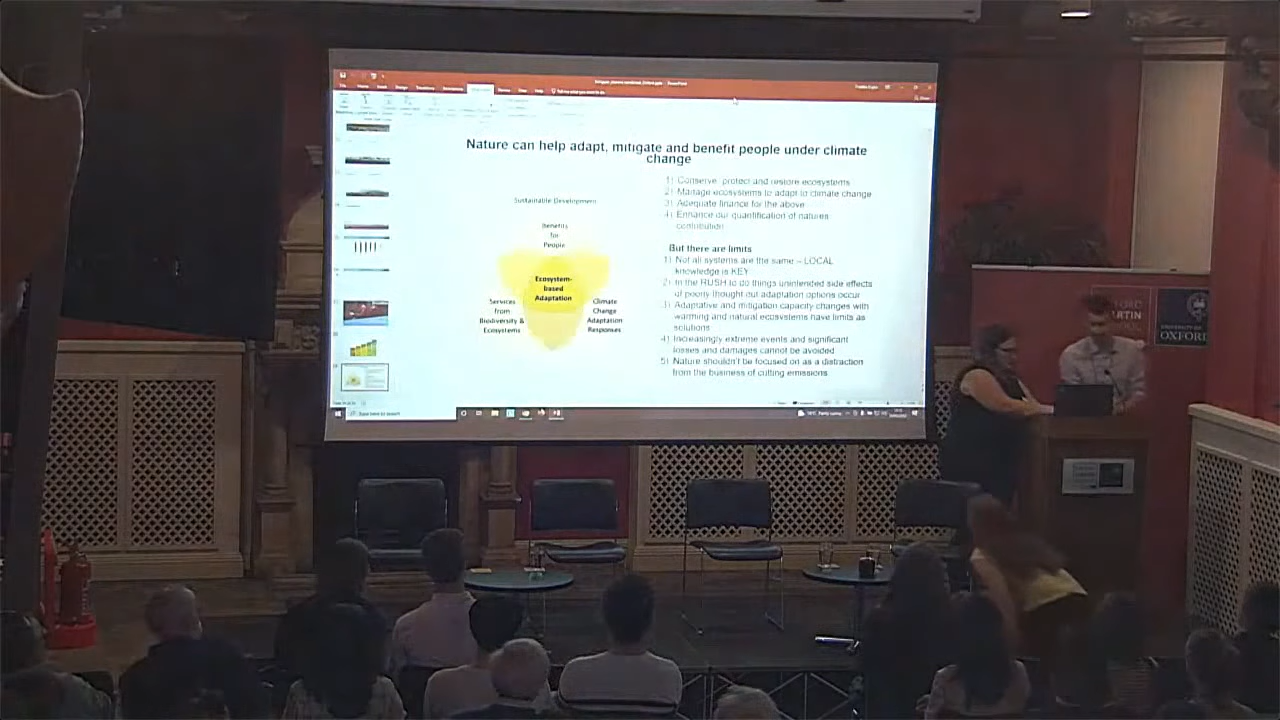 Nature can help adapt, mitigate and benefit people under climate
change
Sustainable Development
Benefits
for
People
Ecosystem-
based
Adaptation
Services
from
Biodiversity &
Ecosystems
Climate
Change
Adaptation
Responses
1) Conserve, protect and restore ecosystems
2) Manage ecosystems to adapt to climate change
3) Adequate finance for the above
4) Enhance our quantification of natures
contribution
But there are limits
1) Not all systems are the same – LOCAL
knowledge is KEY
2) In the RUSH to do things unintended side effects
of poorly thought out adaptation options occur
3) Adaptive and mitigation capacity changes with
warming and natural ecosystems have limits as
solutions
4) Increasingly extreme events and significant
losses and damages cannot be avoided
5) Nature shouldn't be focused on as a distraction
from the business of cutting emissions
Type here to search
UNIVERSITY OF
OXFORD